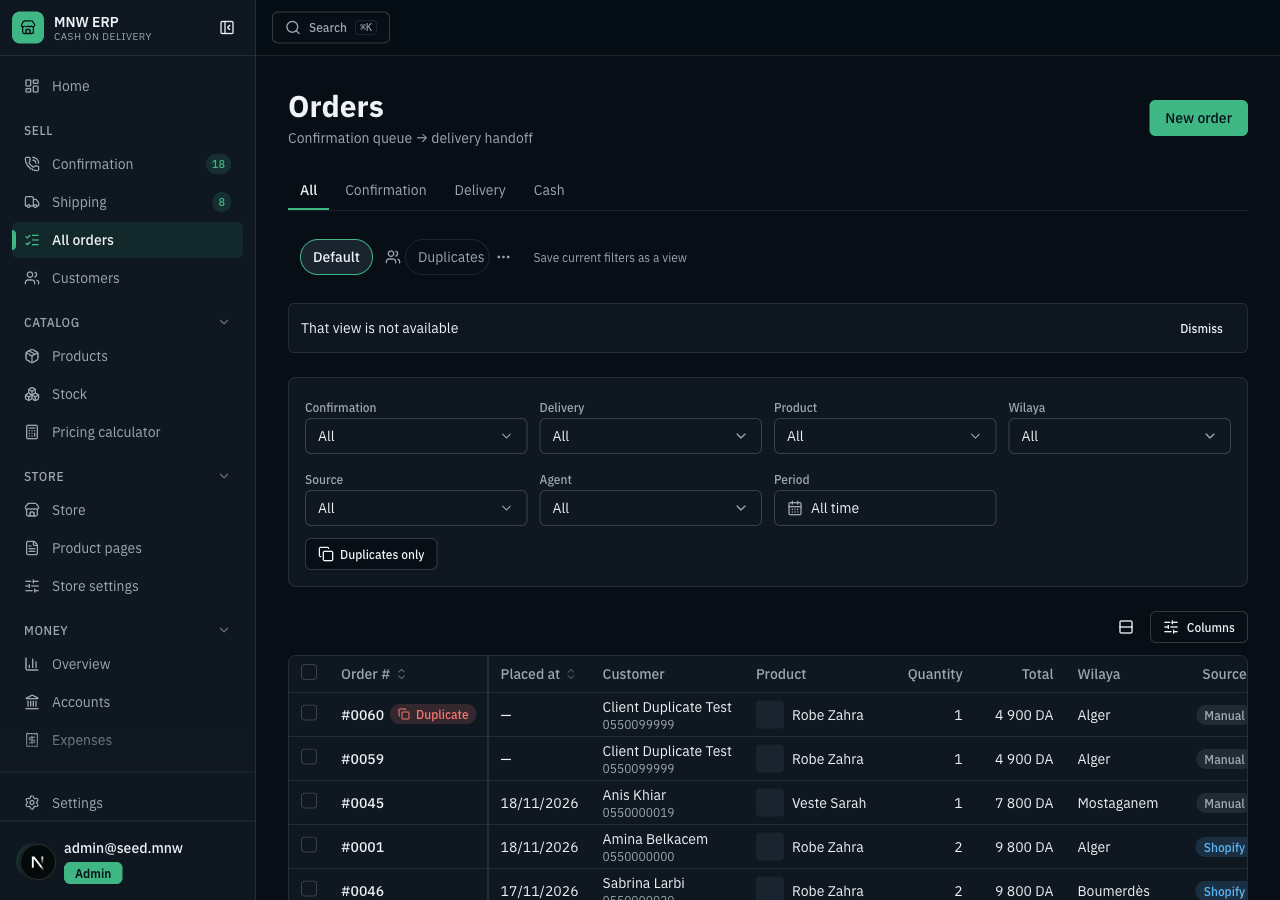 MNW ERP
CASH ON DELIVERY
Search ⌘K
Home
SELL
Confirmation 18
Shipping 8
All orders
Customers
CATALOG
Products
Stock
Pricing calculator
STORE
Store
Product pages
Store settings
MONEY
Overview
Accounts
Expenses
Settings
N
admin@seed.mnw
Admin
Orders
Confirmation queue → delivery handoff
New order
All Confirmation Delivery Cash
Default Duplicates ··· Save current filters as a view
That view is not available Dismiss
Confirmation Delivery Product Wilaya
All All All All
Source Agent Period
All All All time
Duplicates only
Columns
Order # Placed at Customer Product Quantity Total Wilaya Source
#0060 Duplicate — Client Duplicate Test 0550099999 Robe Zahra 1 4 900 DA Alger Manual
#0059 — Client Duplicate Test 0550099999 Robe Zahra 1 4 900 DA Alger Manual
#0045 18/11/2026 Anis Khiar 0550000019 Veste Sarah 1 7 800 DA Mostaganem Manual
#0001 18/11/2026 Amina Belkacem 0550000000 Robe Zahra 2 9 800 DA Alger Shopify
#0046 17/11/2026 Sabrina Larbi Robe Zahra 2 9 800 DA Boumerdès Shopify